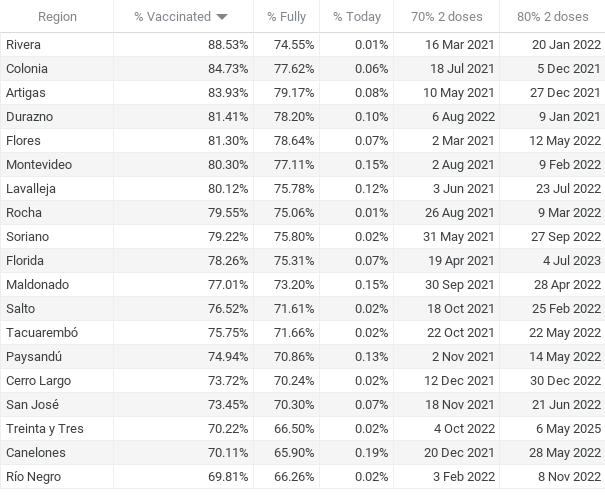 Region % Vaccinated % Fully % Today 70% 2 doses 80% 2 doses
Rivera 88.53% 74.55% 0.01% 16 Mar 2021 20 Jan 2022
Colonia 84.73% 77.62% 0.06% 18 Jul 2021 5 Dec 2021
Artigas 83.93% 79.17% 0.08% 10 May 2021 27 Dec 2021
Durazno 81.41% 78.20% 0.10% 6 Aug 2022 9 Jan 2021
Flores 81.30% 78.64% 0.07% 2 Mar 2021 12 May 2022
Montevideo 80.30% 77.11% 0.15% 2 Aug 2021 9 Feb 2022
Lavalleja 80.12% 75.78% 0.12% 3 Jun 2021 23 Jul 2022
Rocha 79.55% 75.06% 0.01% 26 Aug 2021 9 Mar 2022
Soriano 79.22% 75.80% 0.02% 31 May 2021 27 Sep 2022
Florida 78.26% 75.31% 0.07% 19 Apr 2021 4 Jul 2023
Maldonado 77.01% 73.20% 0.15% 30 Sep 2021 28 Apr 2022
Salto 76.52% 71.61% 0.02% 18 Oct 2021 25 Feb 2022
Tacuarembó 75.75% 71.66% 0.02% 22 Oct 2021 22 May 2022
Paysandú 74.94% 70.86% 0.13% 2 Nov 2021 14 May 2022
Cerro Largo 73.72% 70.24% 0.02% 12 Dec 2021 30 Dec 2022
San José 73.45% 70.30% 0.07% 18 Nov 2021 21 Jun 2022
Treinta y Tres 70.22% 66.50% 0.02% 4 Oct 2022 6 May 2025
Canelones 70.11% 65.90% 0.19% 20 Dec 2021 28 May 2022
Río Negro 69.81% 66.26% 0.02% 3 Feb 2022 8 Nov 2022